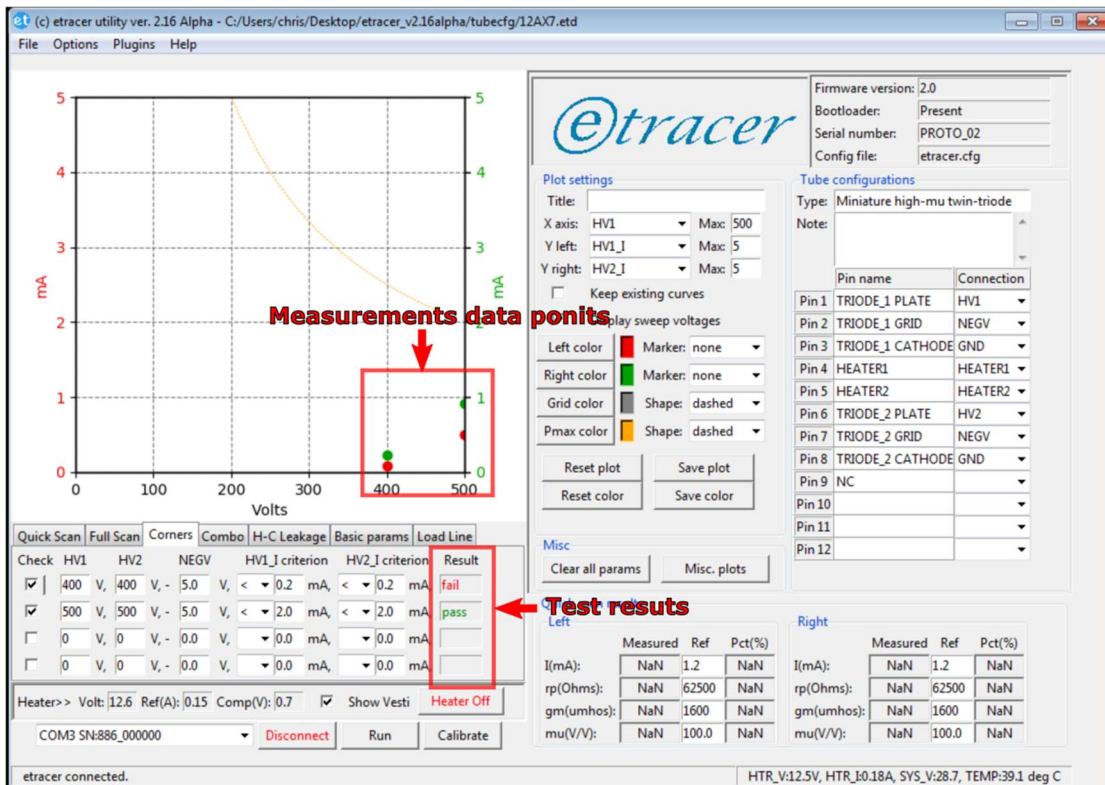 (c) etracer utility ver. 2.16 Alpha - C:/Users/chris/Desktop/etracer_v2.16alpha/tubecfg/12AX7.etd
File Options Plugins Help
5
4
3
2
1
0
mA
5
4
3
1
0
mA
0 100 200 300 400 500
Volts
Measurements data ponits
etracer
Firmware version: 2.0
Bootloader: Present
Serial number: PROTO_02
Config file: etracer.cfg
Plot settings
Title:
X axis: HV1 Max: 500
Y left: HV1_I Max: 5
Y right: HV2_I Max: 5
Keep existing curves
play sweep voltages
Left color Marker: none
Right color Marker: none
Grid color Shape: dashed
Pmax color Shape: dashed
Reset plot Save plot
Reset color Save color
Misc
Clear all params Misc. plots
Tube configurations
Type: Miniature high-mu twin-triode
Note:
Pin name Connection
Pin 1 TRIODE_1 PLATE HV1
Pin 2 TRIODE_1 GRID NEGV
Pin 3 TRIODE_1 CATHODE GND
Pin 4 HEATER1 HEATER1
Pin 5 HEATER2 HEATER2
Pin 6 TRIODE_2 PLATE HV2
Pin 7 TRIODE_2 GRID NEGV
Pin 8 TRIODE_2 CATHODE GND
Pin 9 NC
Pin 10
Pin 11
Pin 12
Quick Scan Full Scan Corners Combo H-C Leakage Basic params Load Line
Check HV1 HV2 NEGV HV1_I criterion HV2_I criterion Result
400 V, 400 V, - 5.0 V, < 0.2 mA, < 0.2 mA, fail
500 V, 500 V, - 5.0 V, < 2.0 mA, < 2.0 mA, pass
0 V, 0 V, - 0.0 V, 0.0 mA, 0.0 mA,
0 V, 0 V, - 0.0 V, 0.0 mA, 0.0 mA,
Test resuts
Heater>> Volt: 12.6 Ref(A): 0.15 Comp(V): 0.7 Show Vesti Heater Off
COM3 SN:886_000000 Disconnect Run Calibrate
Left
Measured Ref Pct(%)
I(mA): NaN 1.2 NaN
rp(Ohms): NaN 62500 NaN
gm(umhos): NaN 1600 NaN
mu(V/V): NaN 100.0 NaN
Right
Measured Ref Pct(%)
I(mA): NaN 1.2 NaN
rp(Ohms): NaN 62500 NaN
gm(umhos): NaN 1600 NaN
mu(V/V): NaN 100.0 NaN
etracer connected.
HTR_V:12.5V, HTR_I:0.18A, SYS_V:28.7, TEMP:39.1 deg C